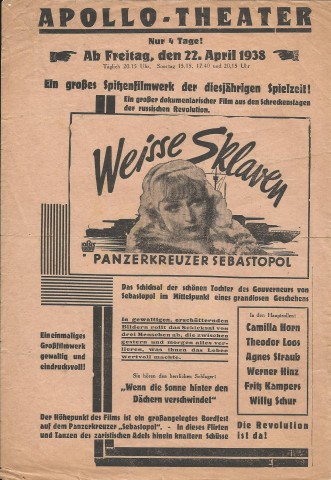 APOLLO-THEATER
Nur 4 Tage!
Ab Freitag, den 22. April 1938
Täglich 20.15 Uhr, Sonntag 15.15, 17.40 und 20.15 Uhr
Ein großes Spitzenfilmwerk der diesjährigen Spielzeit!
Ein großer dokumentarischer Film aus den Schreckenstagen
der russischen Revolution.
Weisse Sklaven
PANZERKREUZER SEBASTOPOL
Das Schicksal der schönen Tochter des Gouverneurs von
Sebastopol im Mittelpunkt eines grandiosen Geschehens
Ein einmaliges
Großfilmwerk
gewaltig und
eindrucksvoll!
In gewaltigen, erschütternden
Bildern rollt das Schicksal von
drei Menschen ab, die zwischen
gestern und morgen alles ver-
lieren, was ihnen das Leben
wertvoll machte.
Sie hören den herrlichen Schlager:
„Wenn die Sonne hinter den
Dächern verschwindet"
In den Hauptrollen:
Camilla Horn
Theodor Loos
Agnes Straub
Werner Hinz
Fritz Kampers
Willy Schur
Der Höhepunkt des Films ist ein großangelegtes Bordfest
auf dem Panzerkreuzer „Sebastopol". - In dieses Flirten
und Tanzen des zaristischen Adels hinein knattern Schüsse
Die Revolution
ist da!